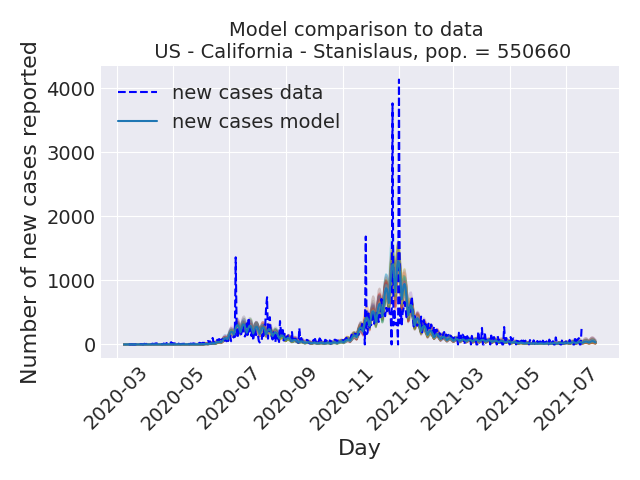 Model comparison to data
US - California - Stanislaus, pop. = 550660
Number of new cases reported
4000
3000
2000
1000
0
new cases data
new cases model
2020-03
2020-05
2020-07
2020-09
2020-11
2021-01
2021-03
2021-05
2021-07
Day